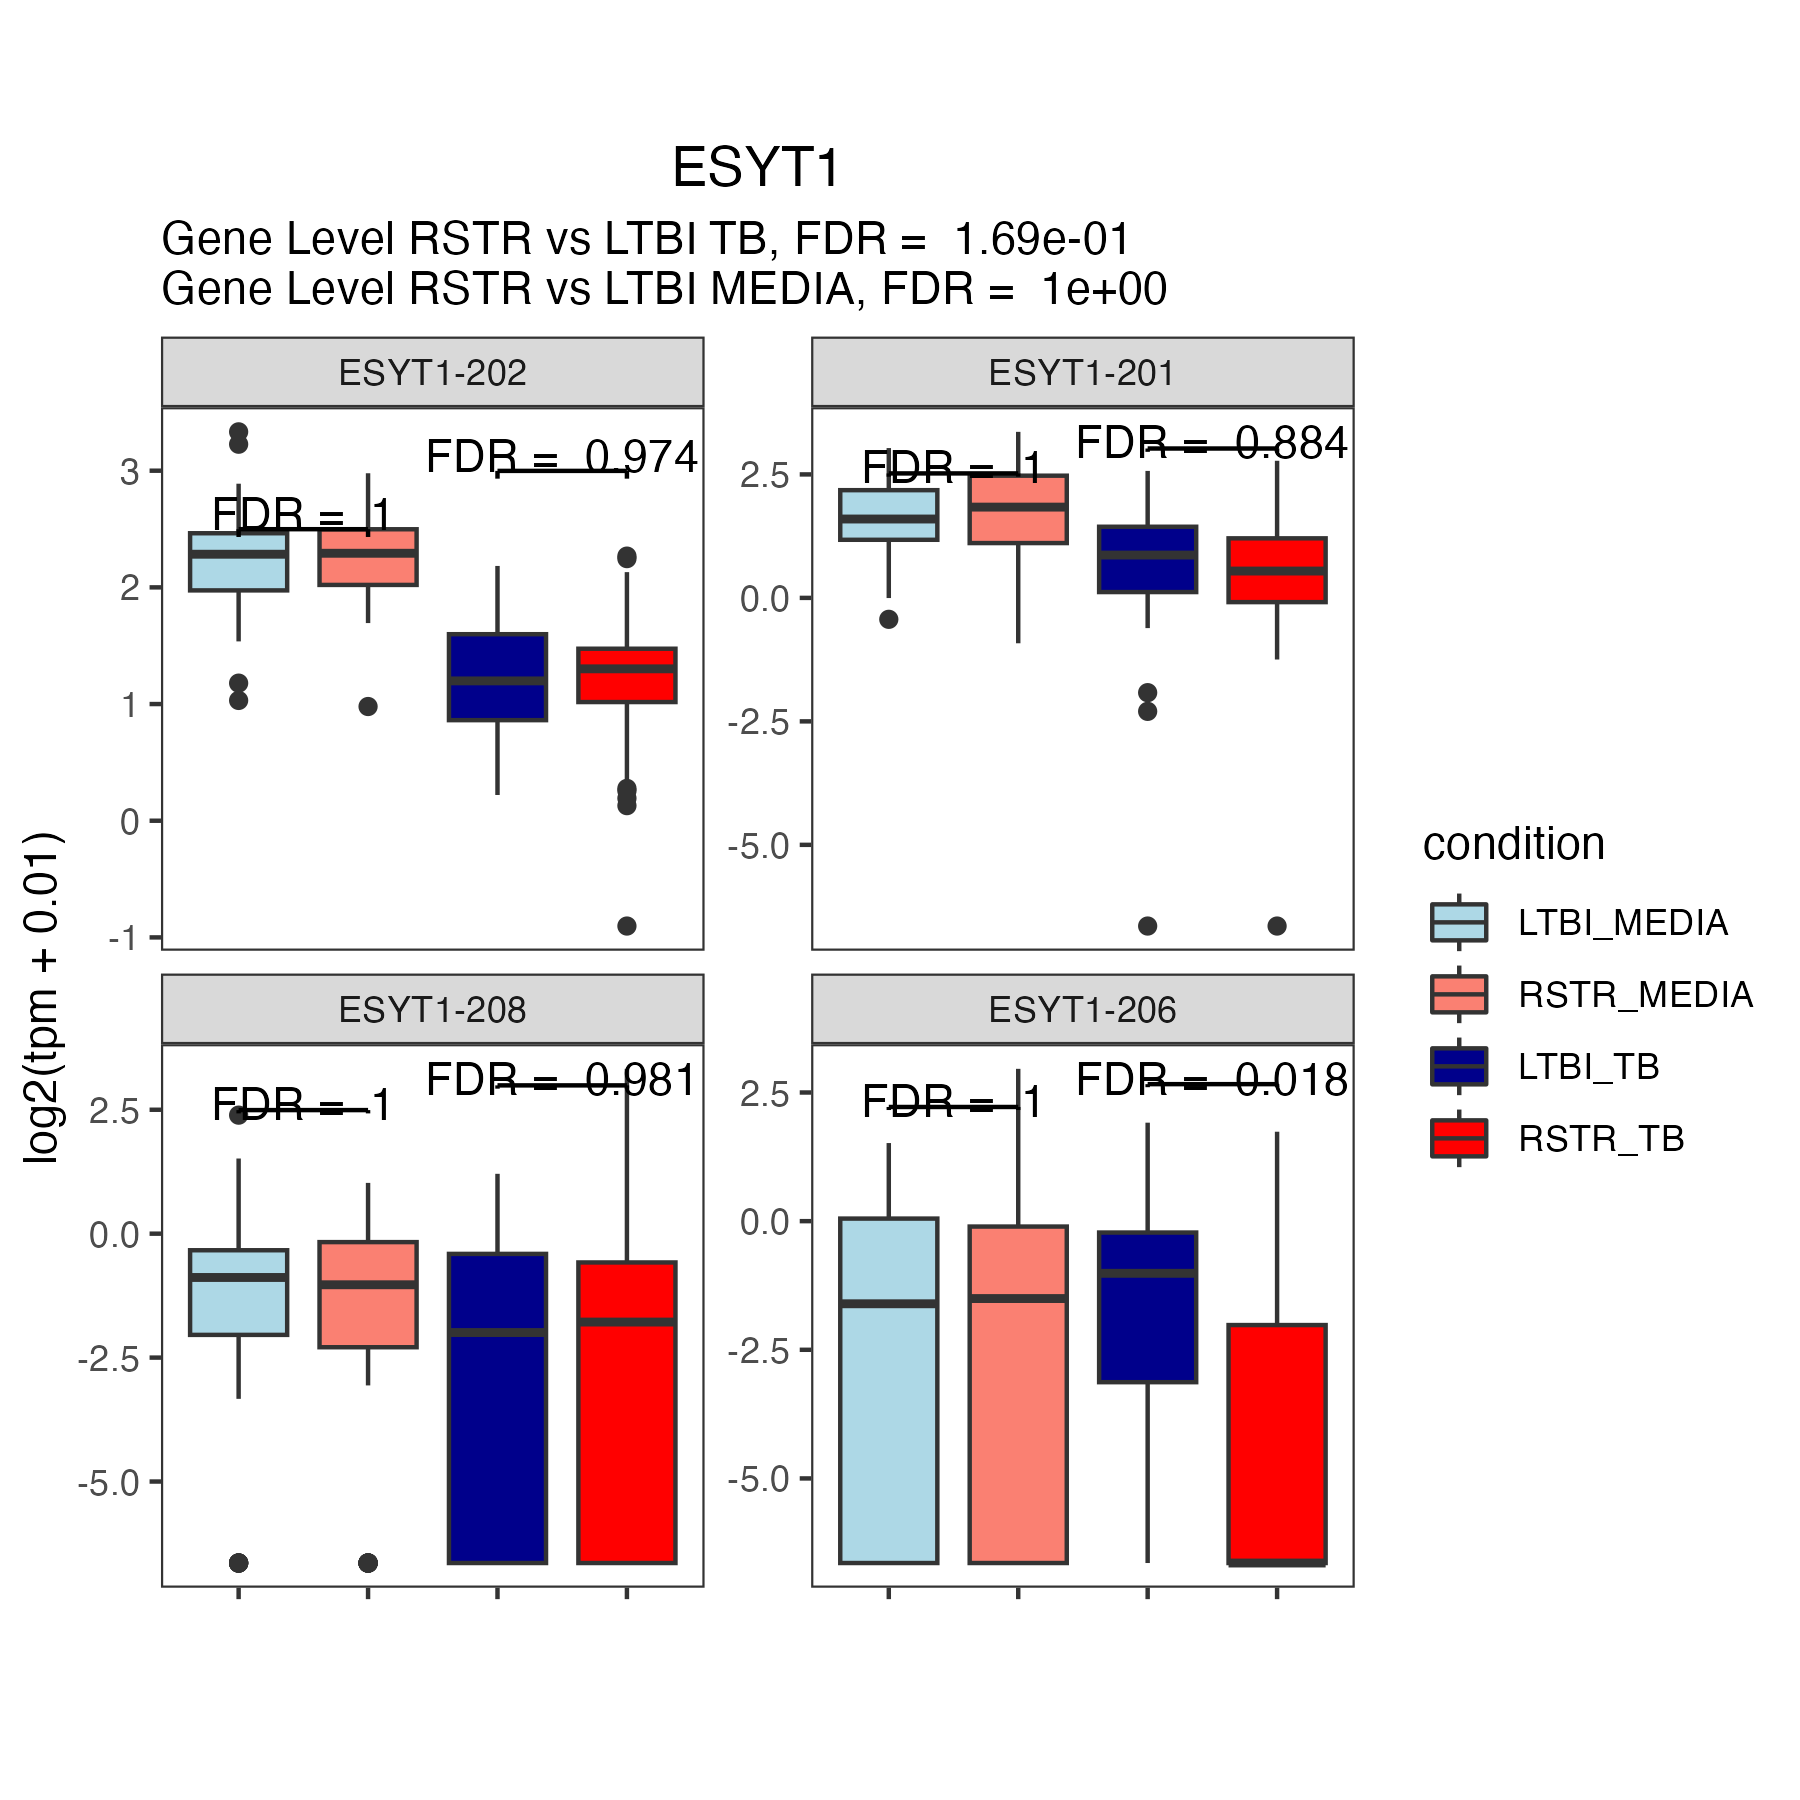 ESYT1
Gene Level RSTR vs LTBI TB, FDR = 1.69e-01
Gene Level RSTR vs LTBI MEDIA, FDR = 1e+00
ESYT1-202
FDR = 1
FDR = 0.974
3
2
1
0
-1
ESYT1-201
FDR = 1
FDR = 0.884
2.5
0.0
-2.5
-5.0
ESYT1-208
FDR = 1
FDR = 0.981
2.5
0.0
-2.5
-5.0
ESYT1-206
FDR = 1
FDR = 0.018
2.5
0.0
-2.5
-5.0
log2(tpm + 0.01)
condition
LTBI_MEDIA
RSTR_MEDIA
LTBI_TB
RSTR_TB